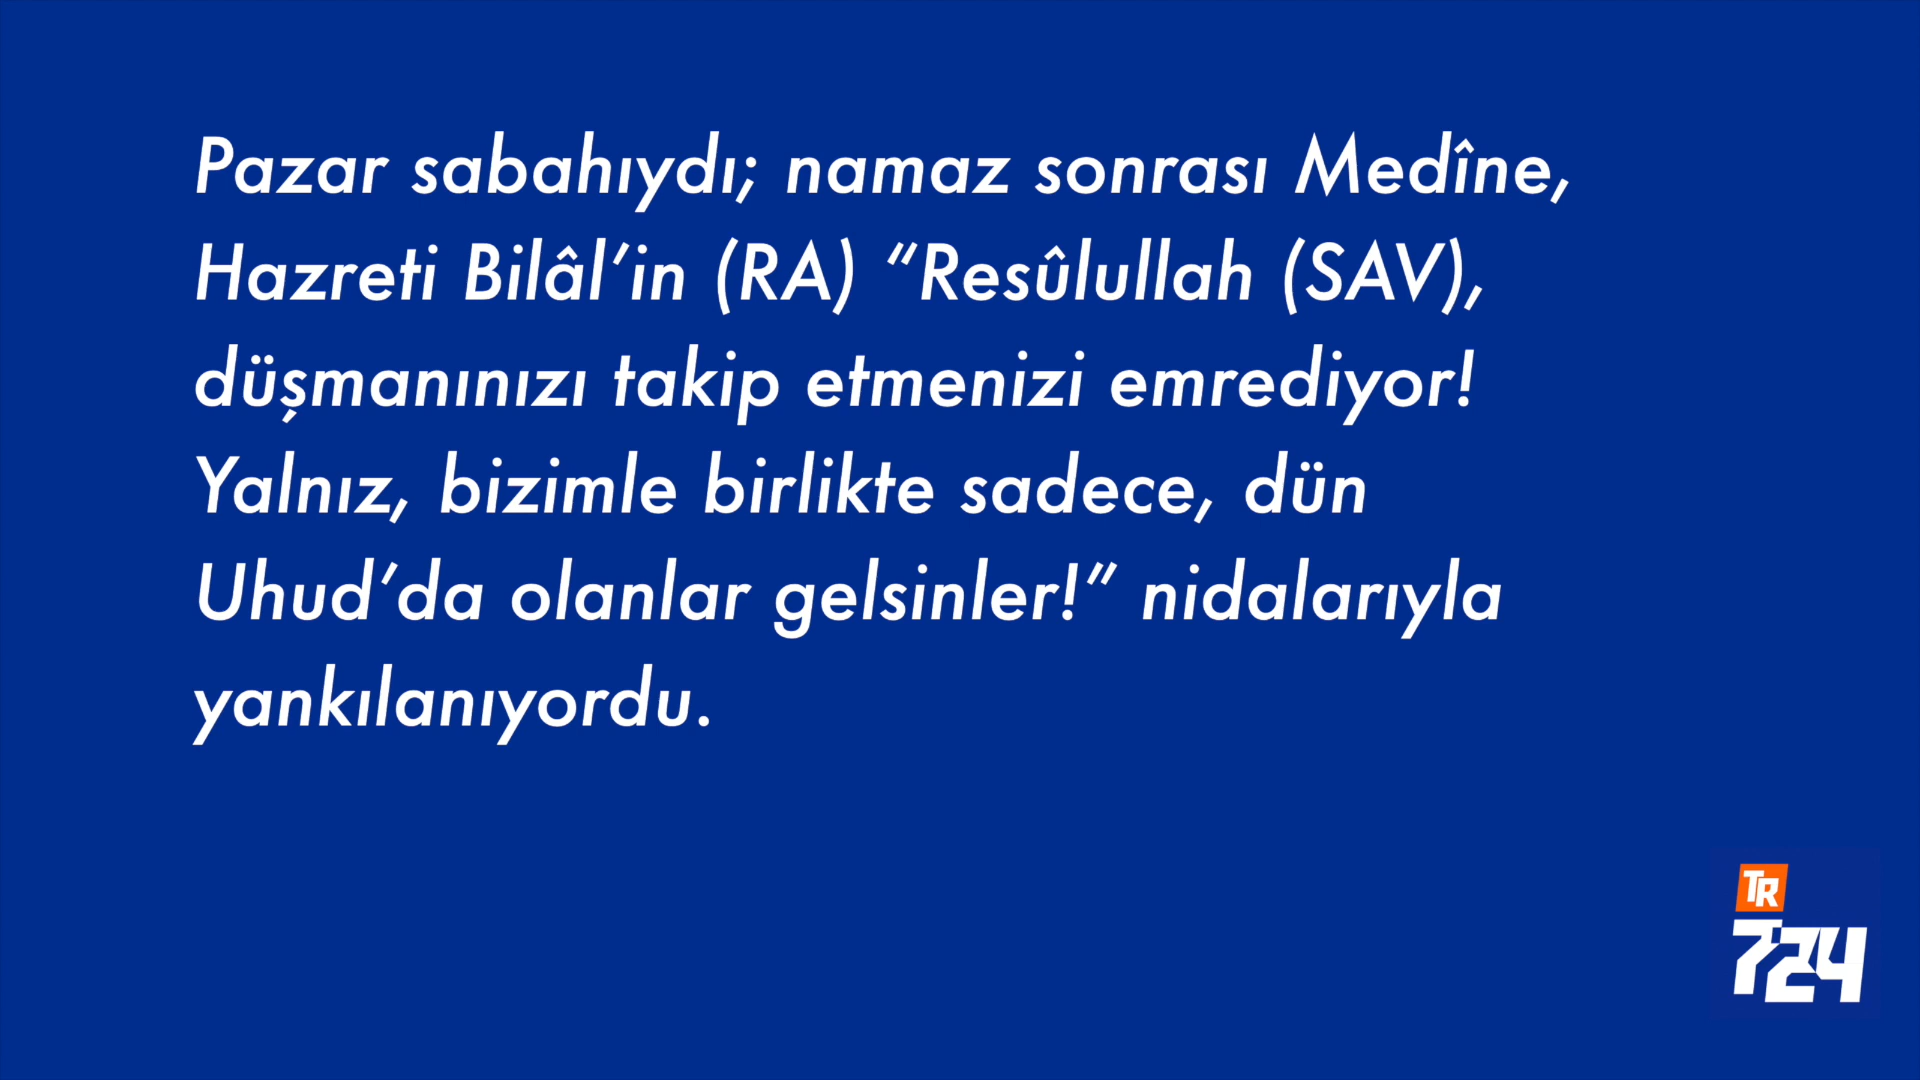 Pazar sabahıydı; namaz sonrası Medîne,
Hazreti Bilâl’in (RA) “Resûlullah (SAV),
düşmanınızı takip etmenizi emrediyor!
Yalnız, bizimle birlikte sadece, dün
Uhud’da olanlar gelsinler!” nidalarıyla
yankılanıyordu.
TR
724